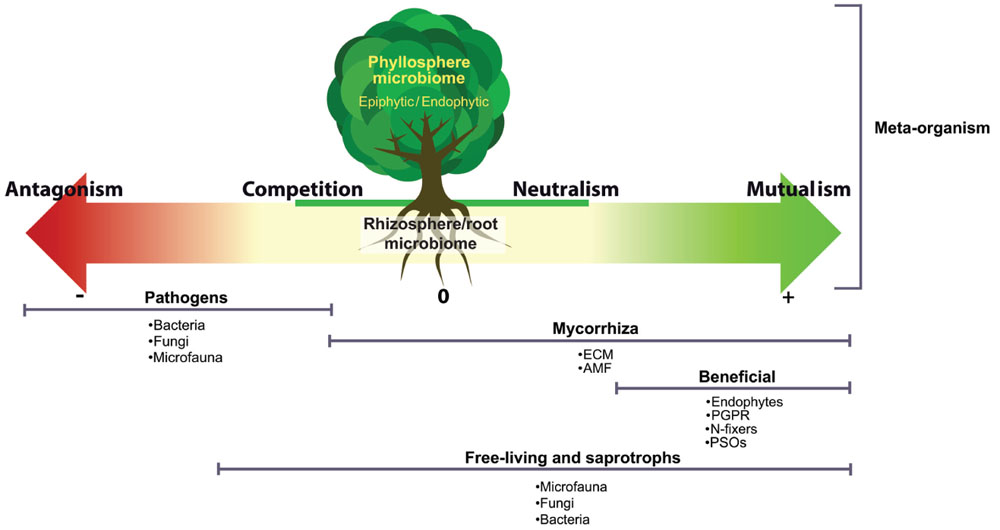 Phyllosphere
microbiome
Epiphytic/Endophytic
Meta-organism
Antagonism
Competition
Neutralism
Mutualism
Rhizosphere/root
microbiome
-
0
+
Pathogens
•Bacteria
•Fungi
•Microfauna
Mycorrhiza
•ECM
•AMF
Beneficial
•Endophytes
•PGPR
•N-fixers
•PSOs
Free-living and saprotrophs
•Microfauna
•Fungi
•Bacteria